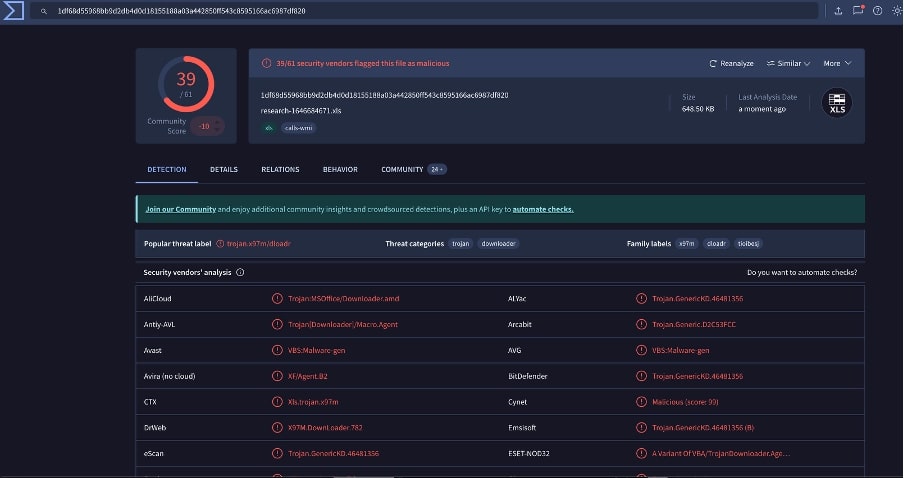 1df68d55968bb9d2db4d0d18155188a03a442850ff543c8595166ac6987df820
39
/ 61
Community
Score
-10
39/61 security vendors flagged this file as malicious
Reanalyze
Similar
More
1df68d55968bb9d2db4d0d18155188a03a442850ff543c8595166ac6987df820
research-1646684671.xls
xls
calls-wmi
Size
648.50 KB
Last Analysis Date
a moment ago
XLS
DETECTION
DETAILS
RELATIONS
BEHAVIOR
COMMUNITY 24 +
Join our Community and enjoy additional community insights and crowdsourced detections, plus an API key to automate checks.
Popular threat label
trojan.x97m/dloadr
Threat categories
trojan
downloader
Family labels
x97m
dloadr
tioibesj
Security vendors' analysis
Do you want to automate checks?
AliCloud
Trojan:MSOffice/Downloader.amd
ALYac
Trojan.GenericKD.46481356
Antiy-AVL
Trojan[Downloader]/Macro.Agent
Arcabit
Trojan.Generic.D2C53FCC
Avast
VBS:Malware-gen
AVG
VBS:Malware-gen
Avira (no cloud)
XF/Agent.B2
BitDefender
Trojan.GenericKD.46481356
CTX
Xls.trojan.x97m
Cynet
Malicious (score: 99)
DrWeb
X97M.DownLoader.782
Emsisoft
Trojan.GenericKD.46481356 (B)
eScan
Trojan.GenericKD.46481356
ESET-NOD32
A Variant Of VBA/TrojanDownloader.Age...